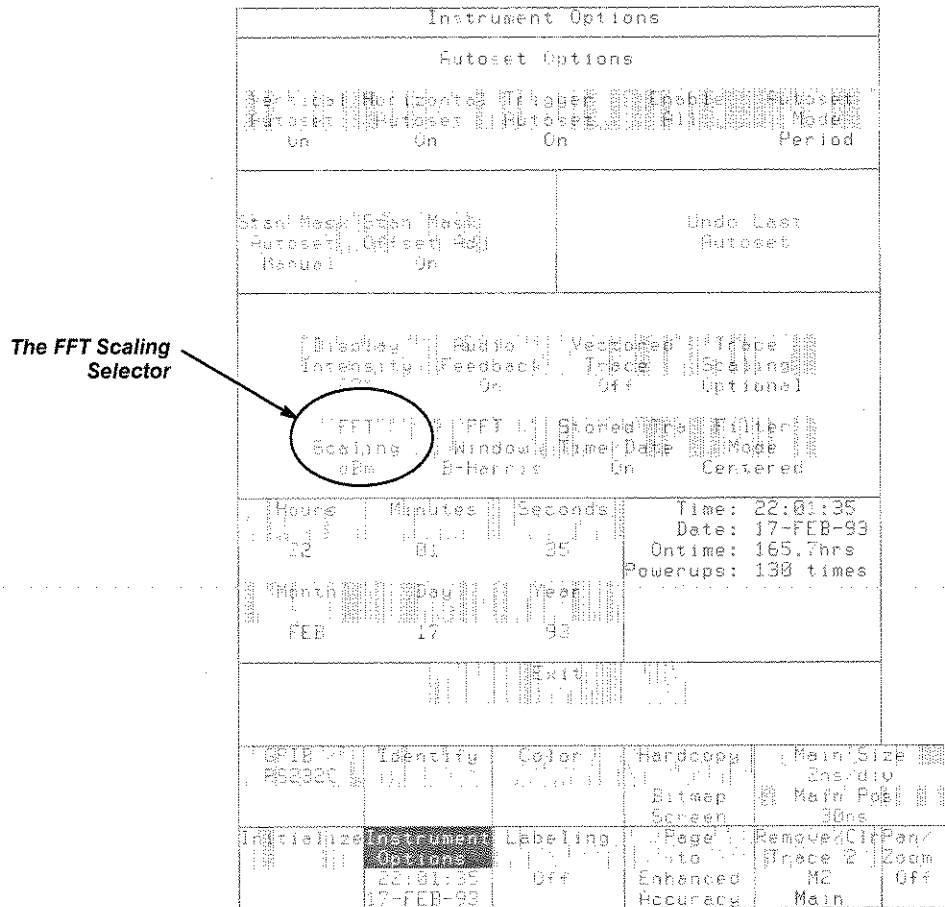 Instrument Options
Autoset Options
Vertical Horizontal Trigger Enable Autoset
Autoset Autoset Autoset Mode
On On On Period
Stan Mask Stan Mask Undo Last
Autoset Offset Adj Autoset
Manual On
The FFT Scaling
Selector
Display Audio Vectored Trace
Intensity Feedback Trace Scaling
On Off Optional
FFT FFT Stored Tra Filter
Scaling Window Time/Date Mode
dBm B-Harris On Centered
Hours Minutes Seconds
22 01 35
Time: 22:01:35
Date: 17-FEB-93
Ontime: 165.7hrs
Powerups: 130 times
Month Day Year
FEB 17 93
Exit
GPIB Identify Color Hardcopy Main Size
RS232C 2ns/div
Bitmap Main Pos
Screen 30ns
Initialize Instrument Labeling Page Remove/Clr Pan/
Options to Trace 2 Zoom
22:01:35 Off Enhanced M2 Off
17-FEB-93 Accuracy Main